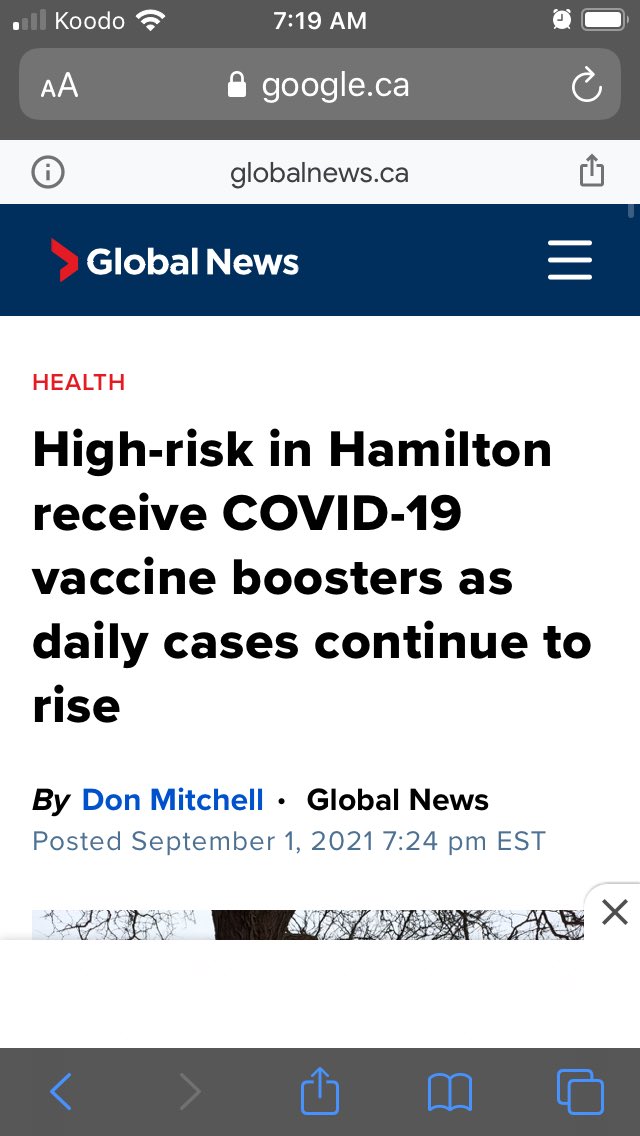 Koodo 7:19 AM
AA google.ca
globalnews.ca
Global News
HEALTH
High-risk in Hamilton
receive COVID-19
vaccine boosters as
daily cases continue to
rise
By Don Mitchell · Global News
Posted September 1, 2021 7:24 pm EST